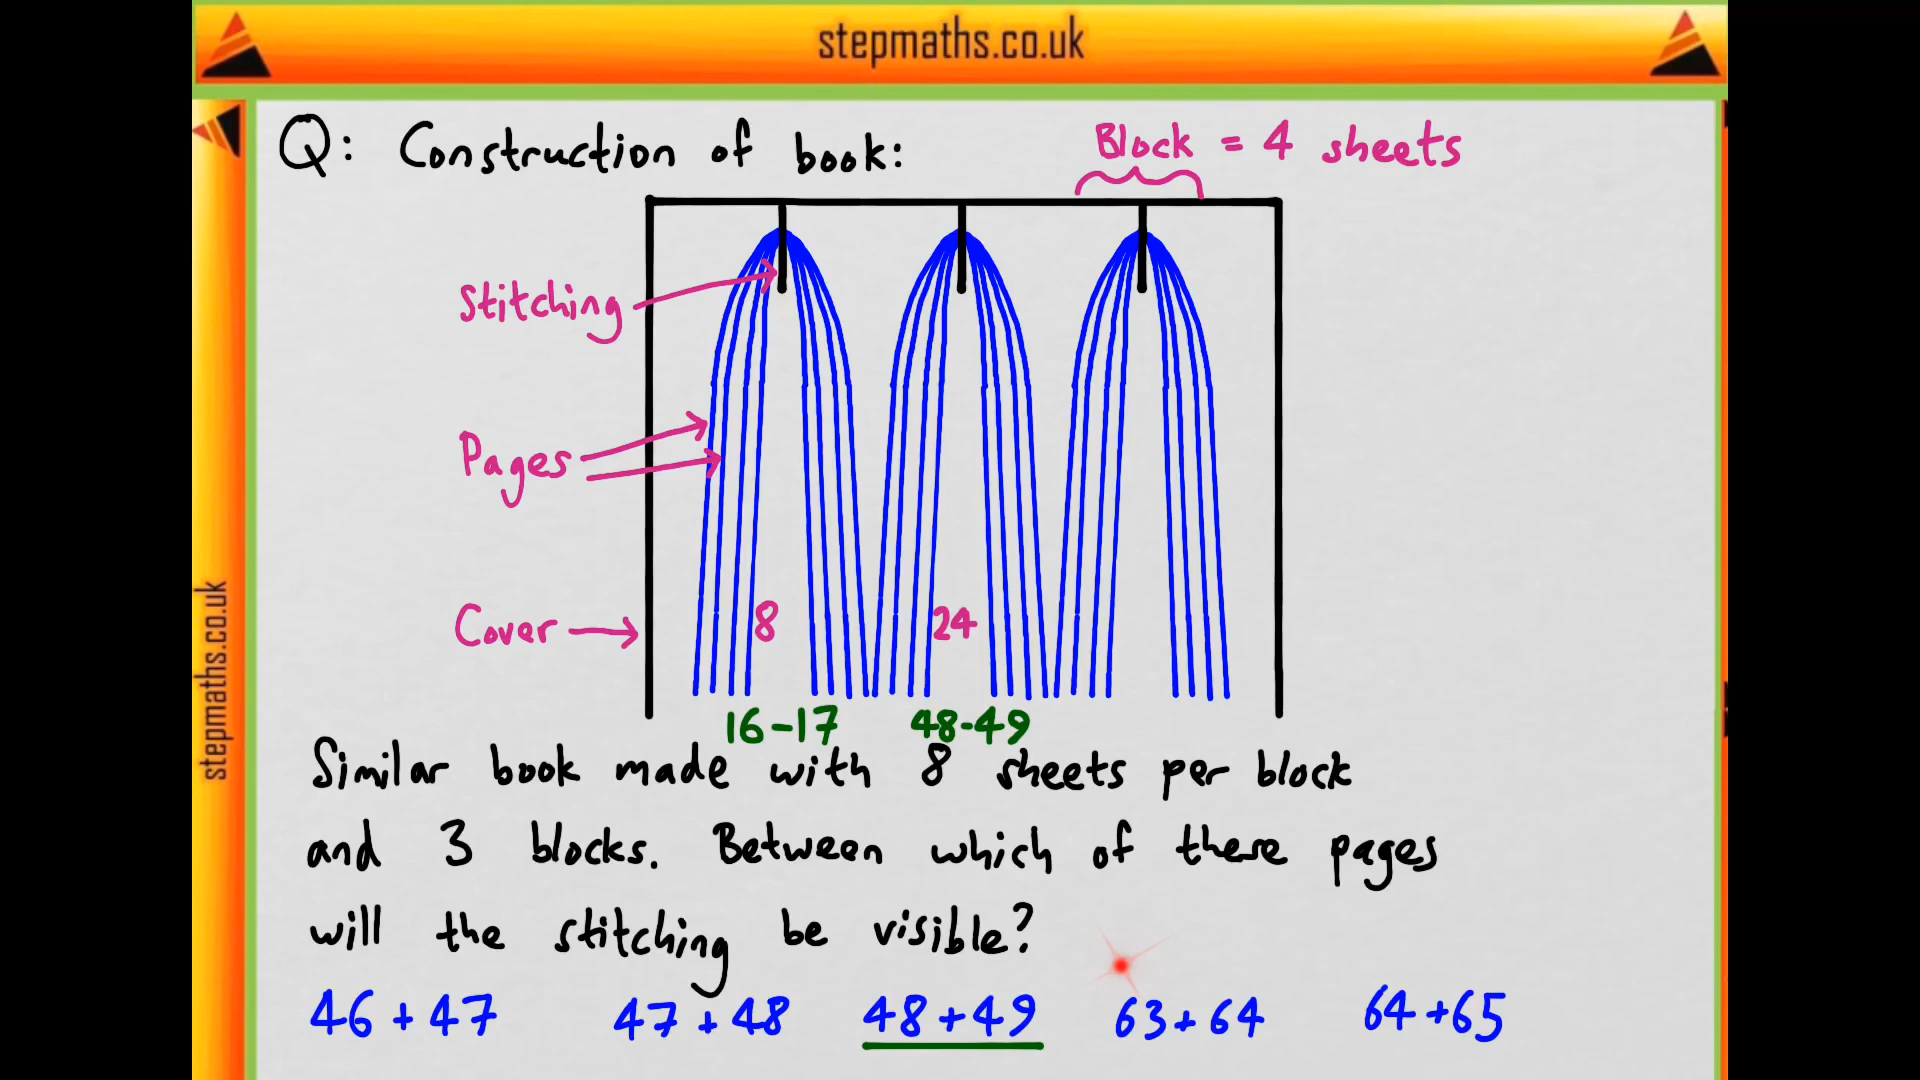 stepmaths.co.uk
stepmaths.co.uk
Q: Construction of book:
Block = 4 sheets
Stitching
Pages
Cover
8
24
16-17
48-49
Similar book made with 8 sheets per block
and 3 blocks. Between which of these pages
will the stitching be visible?
46 + 47
47 + 48
48 + 49
63 + 64
64 + 65